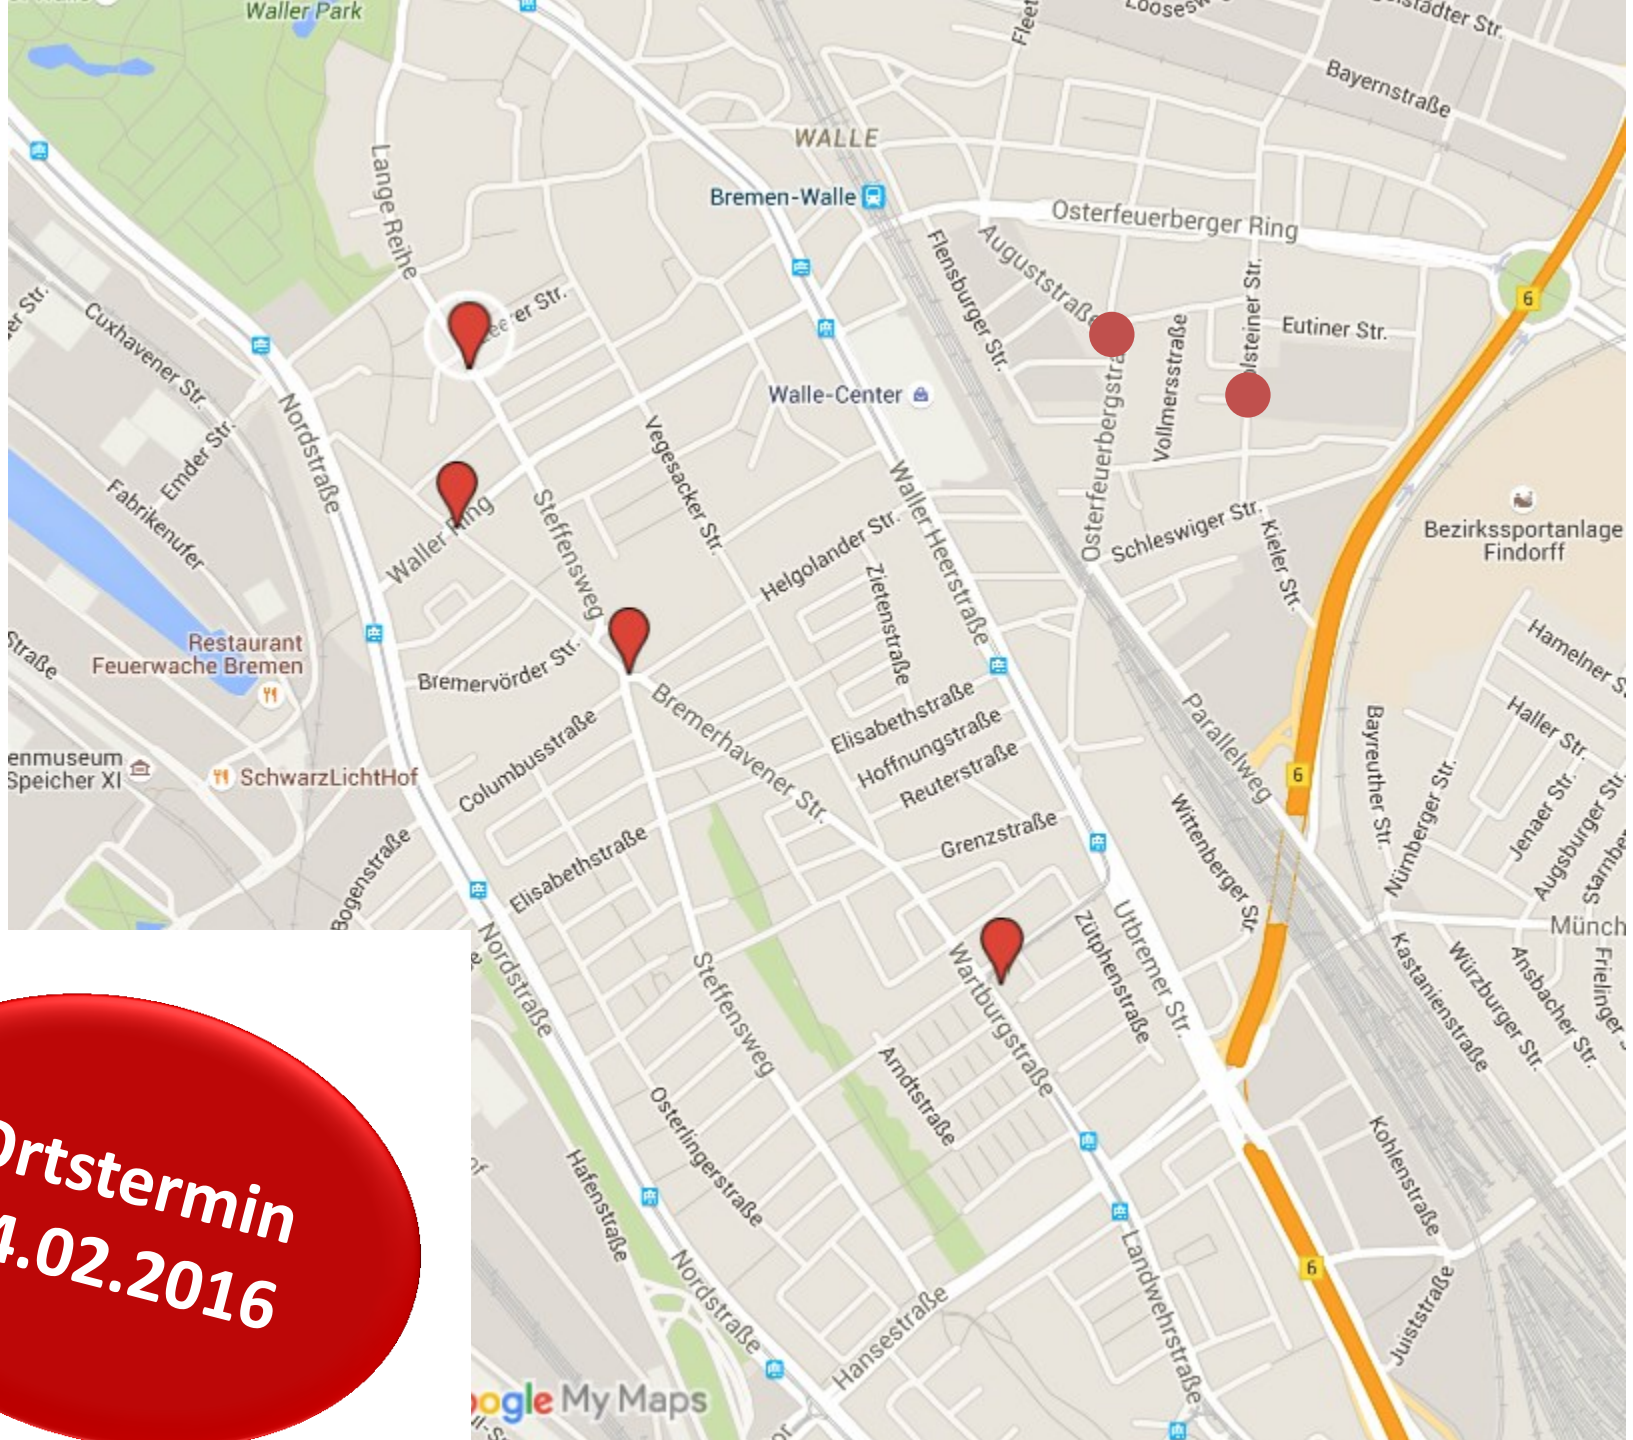 Waller Park
Bayernstraße
WALLE
Lange Reihe
Bremen-Walle
Osterfeuerberger Ring
Auguststraße
Flensburger Str.
Cuxhavener Str.
6
Eutiner Str.
Vollmersstraße
Walle-Center
Nordstraße
Emder Str.
Fabrikenufer
Waller Ring
Steffensweg
Vegesacker Str.
Waller Heerstraße
Helgolander Str.
Zietenstraße
Schleswiger Str.
Kieler Str.
Bezirkssportanlage
Findorff
Restaurant
Feuerwache Bremen
Bremervörder Str.
Straße
Speicher XI
SchwarzLichtHof
Columbusstraße
Bremerhavener Str.
Elisabethstraße
Hoffnungstraße
Reuterstraße
Grenzstraße
Parallelweg
6
Bayreuther Str.
Nürnberger Str.
Haller Str.
Jenaer Str.
Augsburger Str.
Wittenberger Str.
Bogenstraße
Elisabethstraße
Nordstraße
Steffensweg
Wartburgstraße
Zütphenstraße
Utbremer Str.
Kastanienstraße
Würzburger Str.
Ansbacher Str.
Arndtstraße
Osterlingerstraße
Hafenstraße
Kohlenstraße
Nordstraße
Hansestraße
Landwehrstraße
6
Juiststraße
Ortstermin
4.02.2016
My Maps